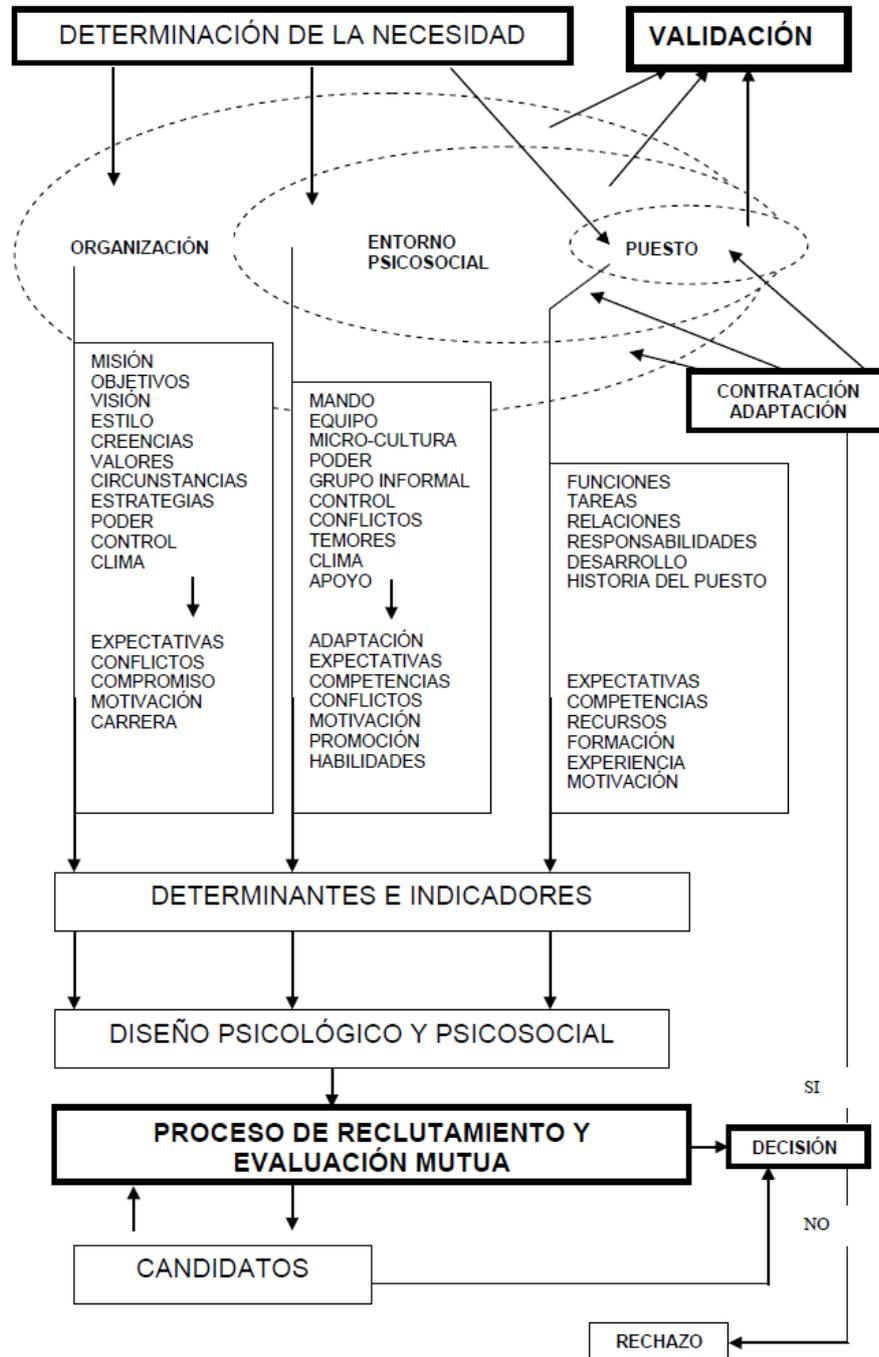 DETERMINACIÓN DE LA NECESIDAD
VALIDACIÓN
ORGANIZACIÓN
ENTORNO
PSICOSOCIAL
PUESTO
CONTRATACIÓN
ADAPTACIÓN
MISIÓN
OBJETIVOS
VISIÓN
ESTILO
CREENCIAS
VALORES
CIRCUNSTANCIAS
ESTRATEGIAS
PODER
CONTROL
CLIMA
EXPECTATIVAS
CONFLICTOS
COMPROMISO
MOTIVACIÓN
CARRERA
MANDO
EQUIPO
MICRO-CULTURA
PODER
GRUPO INFORMAL
CONTROL
CONFLICTOS
TEMORES
CLIMA
APOYO
ADAPTACIÓN
EXPECTATIVAS
COMPETENCIAS
CONFLICTOS
MOTIVACIÓN
PROMOCIÓN
HABILIDADES
FUNCIONES
TAREAS
RELACIONES
RESPONSABILIDADES
DESARROLLO
HISTORIA DEL PUESTO
EXPECTATIVAS
COMPETENCIAS
RECURSOS
FORMACIÓN
EXPERIENCIA
MOTIVACIÓN
DETERMINANTES E INDICADORES
DISEÑO PSICOLÓGICO Y PSICOSOCIAL
PROCESO DE RECLUTAMIENTO Y
EVALUACIÓN MUTUA
SI
DECISIÓN
NO
CANDIDATOS
RECHAZO